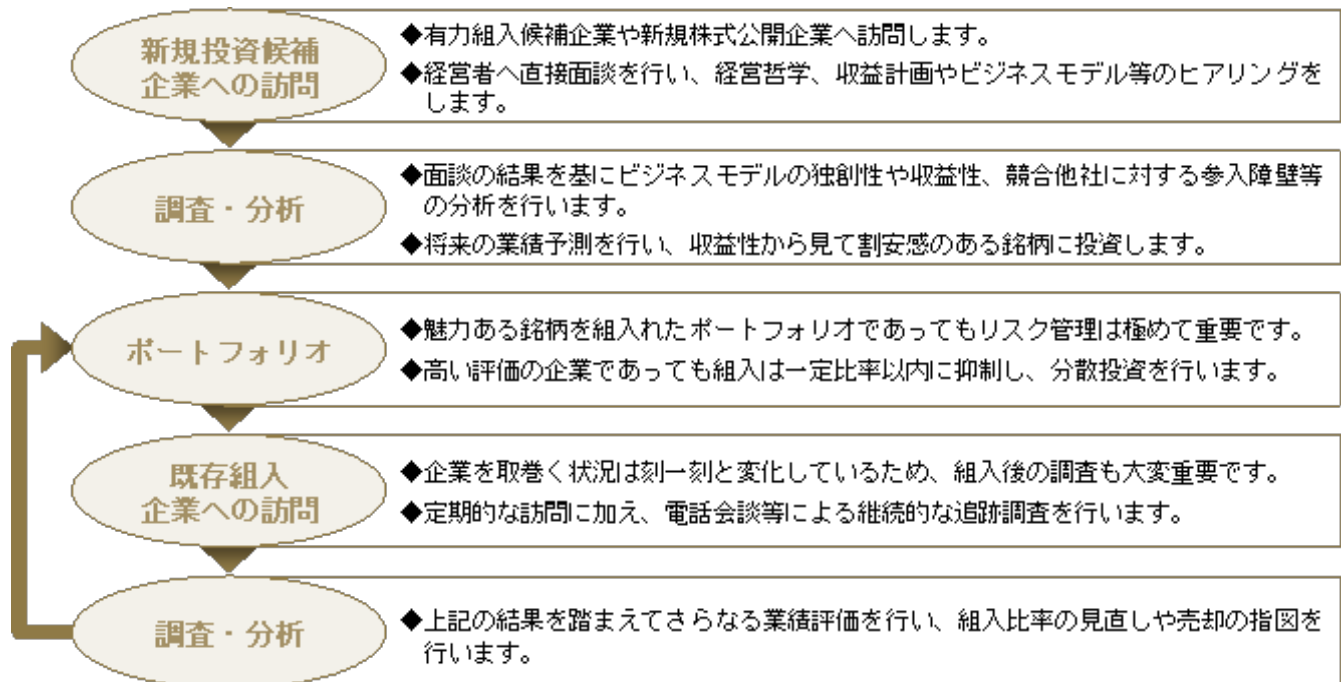 新規投資候補
企業への訪問
◆有力組入候補企業や新規株式公開企業へ訪問します。
◆経営者へ直接面談を行い、経営哲学、収益計画やビジネスモデル等のヒアリングを
します。
調査・分析
◆面談の結果を基にビジネスモデルの独創性や収益性、競合他社に対する参入障壁等
の分析を行います。
◆将来の業績予測を行い、収益性から見て割安感のある銘柄に投資します。
ポートフォリオ
◆魅力ある銘柄を組入れたポートフォリオであってもリスク管理は極めて重要です。
◆高い評価の企業であっても組入は一定比率以内に抑制し、分散投資を行います。
既存組入
企業への訪問
◆企業を取巻く状況は刻一刻と変化しているため、組入後の調査も大変重要です。
◆定期的な訪問に加え、電話会談等による継続的な追跡調査を行います。
調査・分析
◆上記の結果を踏まえてさらなる業績評価を行い、組入比率の見直しや売却の指図を
行います。